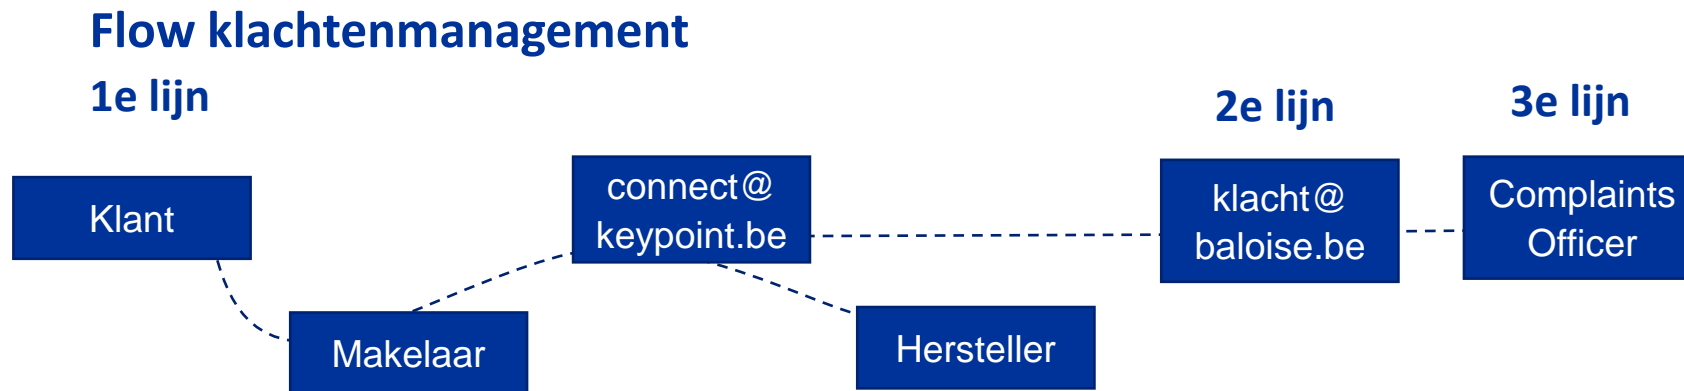 Flow klachtenmanagement
1e lijn
2e lijn
3e lijn
Klant
Makelaar
connect@
keypoint.be
Hersteller
klacht@
baloise.be
Complaints
Officer